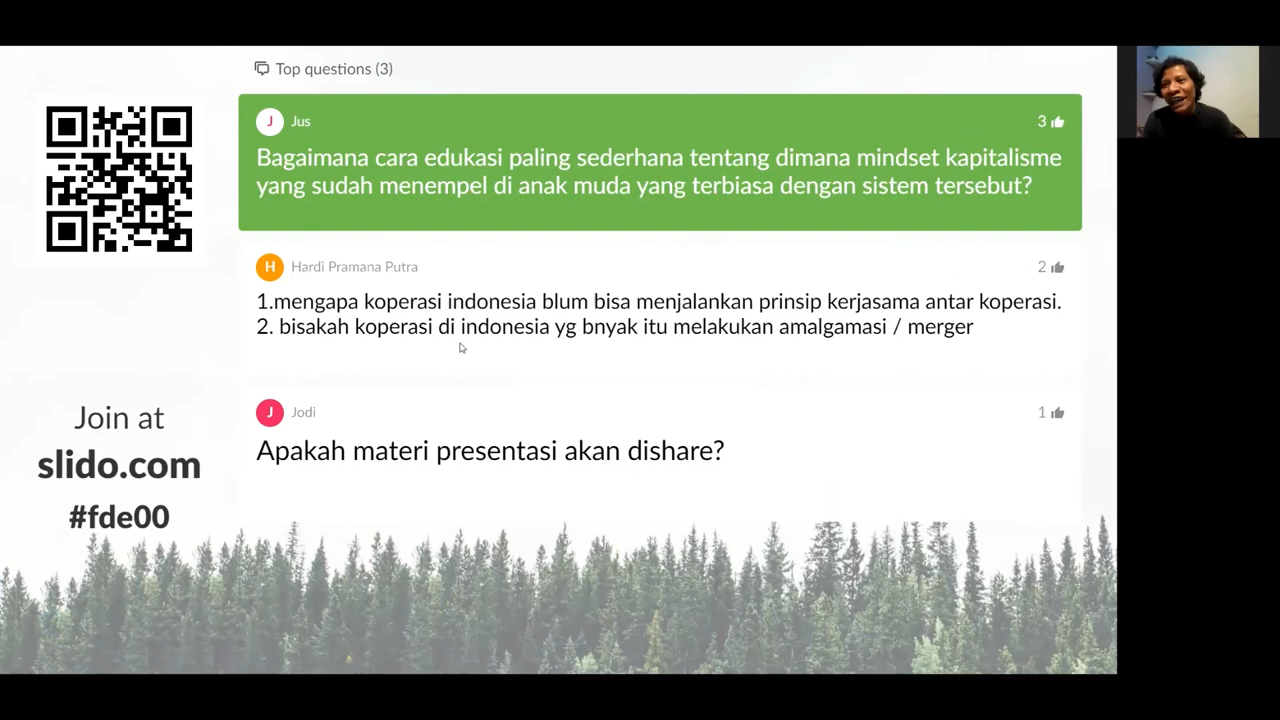 Top questions (3)
J Jus 3
Bagaimana cara edukasi paling sederhana tentang dimana mindset kapitalisme
yang sudah menempel di anak muda yang terbiasa dengan sistem tersebut?
H Hardi Pramana Putra 2
1.mengapa koperasi indonesia blum bisa menjalankan prinsip kerjasama antar koperasi.
2. bisakah koperasi di indonesia yg bnyak itu melakukan amalgamasi / merger
J Jodi 1
Apakah materi presentasi akan dishare?
Join at
slido.com
#fde00